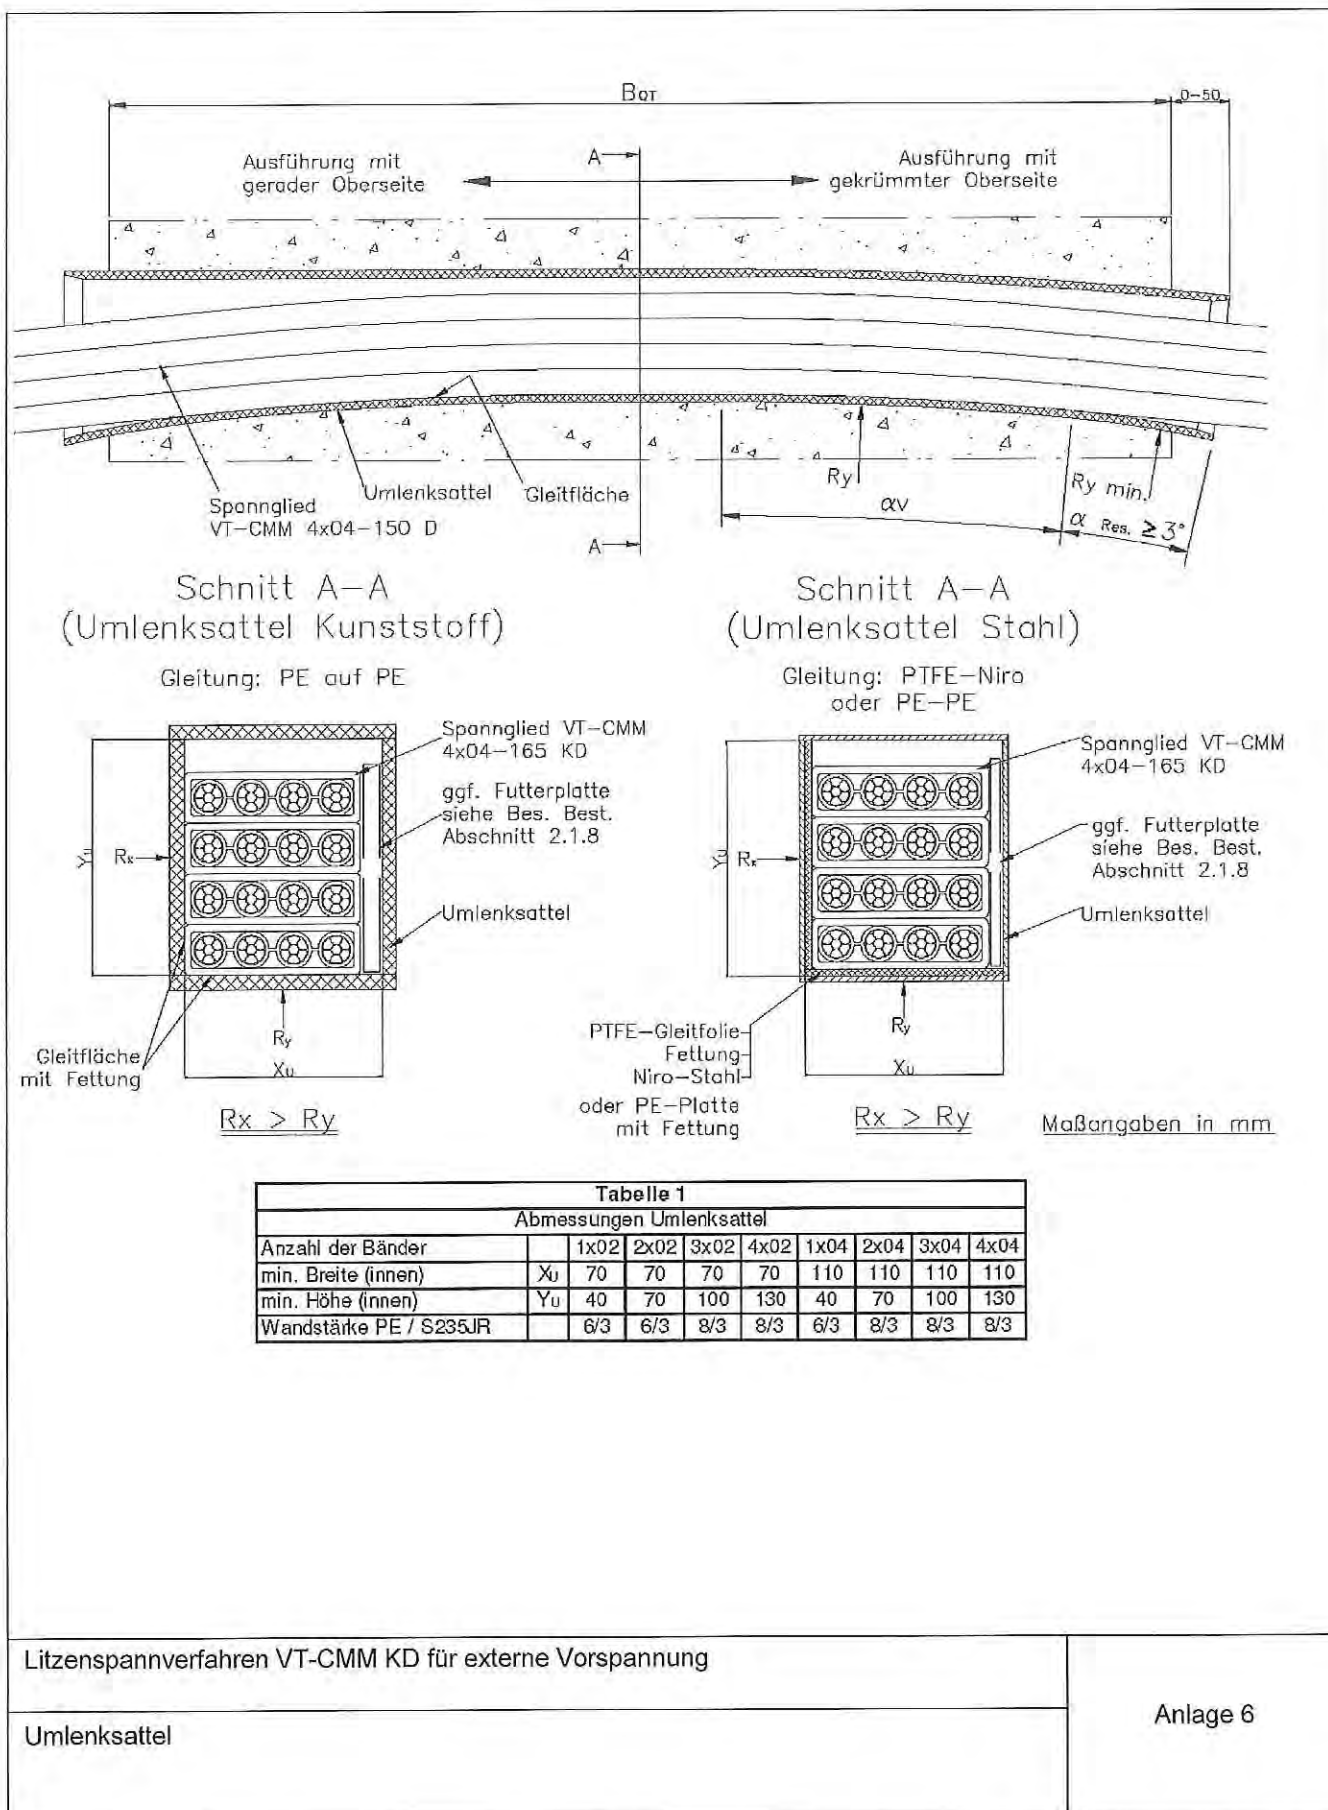 BQT
0-50
Ausführung mit
gerader Oberseite
A
Ausführung mit
gekrümmter Oberseite
Spannglied
VT-CMM 4x04-150 D
Umlenksattel
Gleitfläche
A
Ry
αv
Ry min.
α Res. ≥ 3°
Schnitt A-A
(Umlenksattel Kunststoff)
Gleitung: PE auf PE
Spannglied VT-CMM
4x04-165 KD
ggf. Futterplatte
siehe Bes. Best.
Abschnitt 2.1.8
Umlenksattel
Yu
Rx
Ry
Xu
Gleitfläche
mit Fettung
Rx > Ry
Schnitt A-A
(Umlenksattel Stahl)
Gleitung: PTFE-Niro
oder PE-PE
Spannglied VT-CMM
4x04-165 KD
ggf. Futterplatte
siehe Bes. Best.
Abschnitt 2.1.8
Umlenksattel
Yu
Rx
Ry
Xu
PTFE-Gleitfolie
Fettung
Niro-Stahl
oder PE-Platte
mit Fettung
Rx > Ry
Maßangaben in mm
Tabelle 1
Abmessungen Umlenksattel
Anzahl der Bänder 1x02 2x02 3x02 4x02 1x04 2x04 3x04 4x04
min. Breite (innen) XU 70 70 70 70 110 110 110 110
min. Höhe (innen) YU 40 70 100 130 40 70 100 130
Wandstärke PE / S235JR 6/3 6/3 8/3 8/3 6/3 8/3 8/3 8/3
Litzenspannverfahren VT-CMM KD für externe Vorspannung
Umlenksattel
Anlage 6